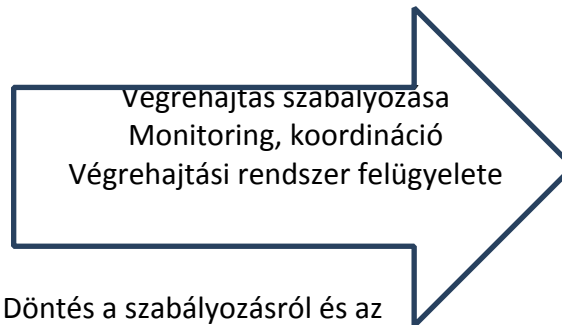 Végrehajtás szabályozása
Monitoring, koordináció
Végrehajtási rendszer felügyelete
Döntés a szabályozásról és az